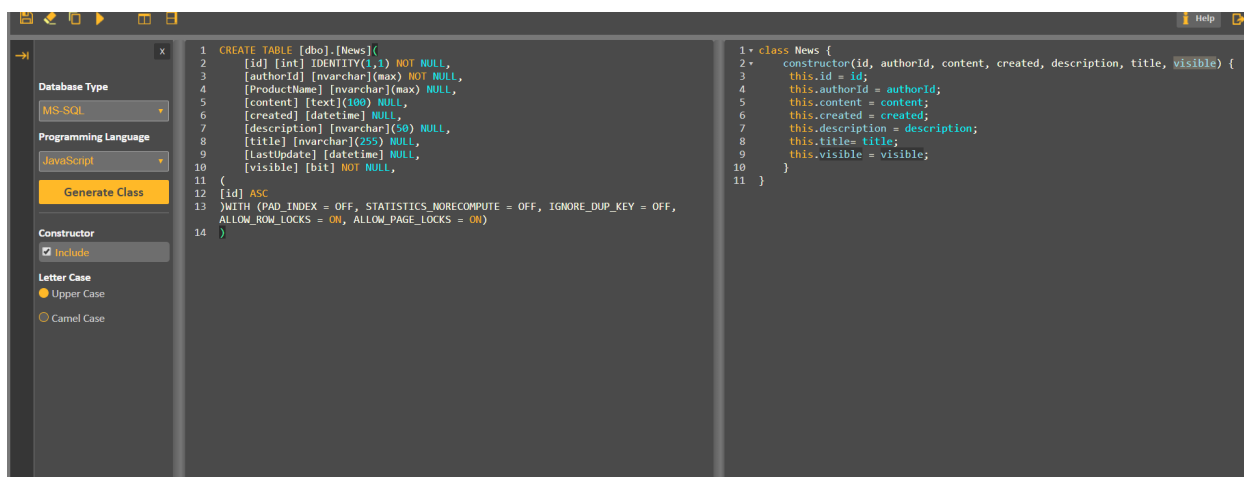 Help
x
Database Type
MS-SQL
Programming Language
JavaScript
Generate Class
Constructor
Include
Letter Case
Upper Case
Camel Case
1 CREATE TABLE [dbo].[News](
2 [id] [int] IDENTITY(1,1) NOT NULL,
3 [authorId] [nvarchar](max) NOT NULL,
4 [ProductName] [nvarchar](max) NULL,
5 [content] [text](100) NULL,
6 [created] [datetime] NULL,
7 [description] [nvarchar](50) NULL,
8 [title] [nvarchar](255) NULL,
9 [LastUpdate] [datetime] NULL,
10 [visible] [bit] NOT NULL,
11 (
12 [id] ASC
13 )WITH (PAD_INDEX = OFF, STATISTICS_NORECOMPUTE = OFF, IGNORE_DUP_KEY = OFF,
ALLOW_ROW_LOCKS = ON, ALLOW_PAGE_LOCKS = ON)
14 )
1 class News {
2 constructor(id, authorId, content, created, description, title, visible) {
3 this.id = id;
4 this.authorId = authorId;
5 this.content = content;
6 this.created = created;
7 this.description = description;
8 this.title= title;
9 this.visible = visible;
10 }
11 }